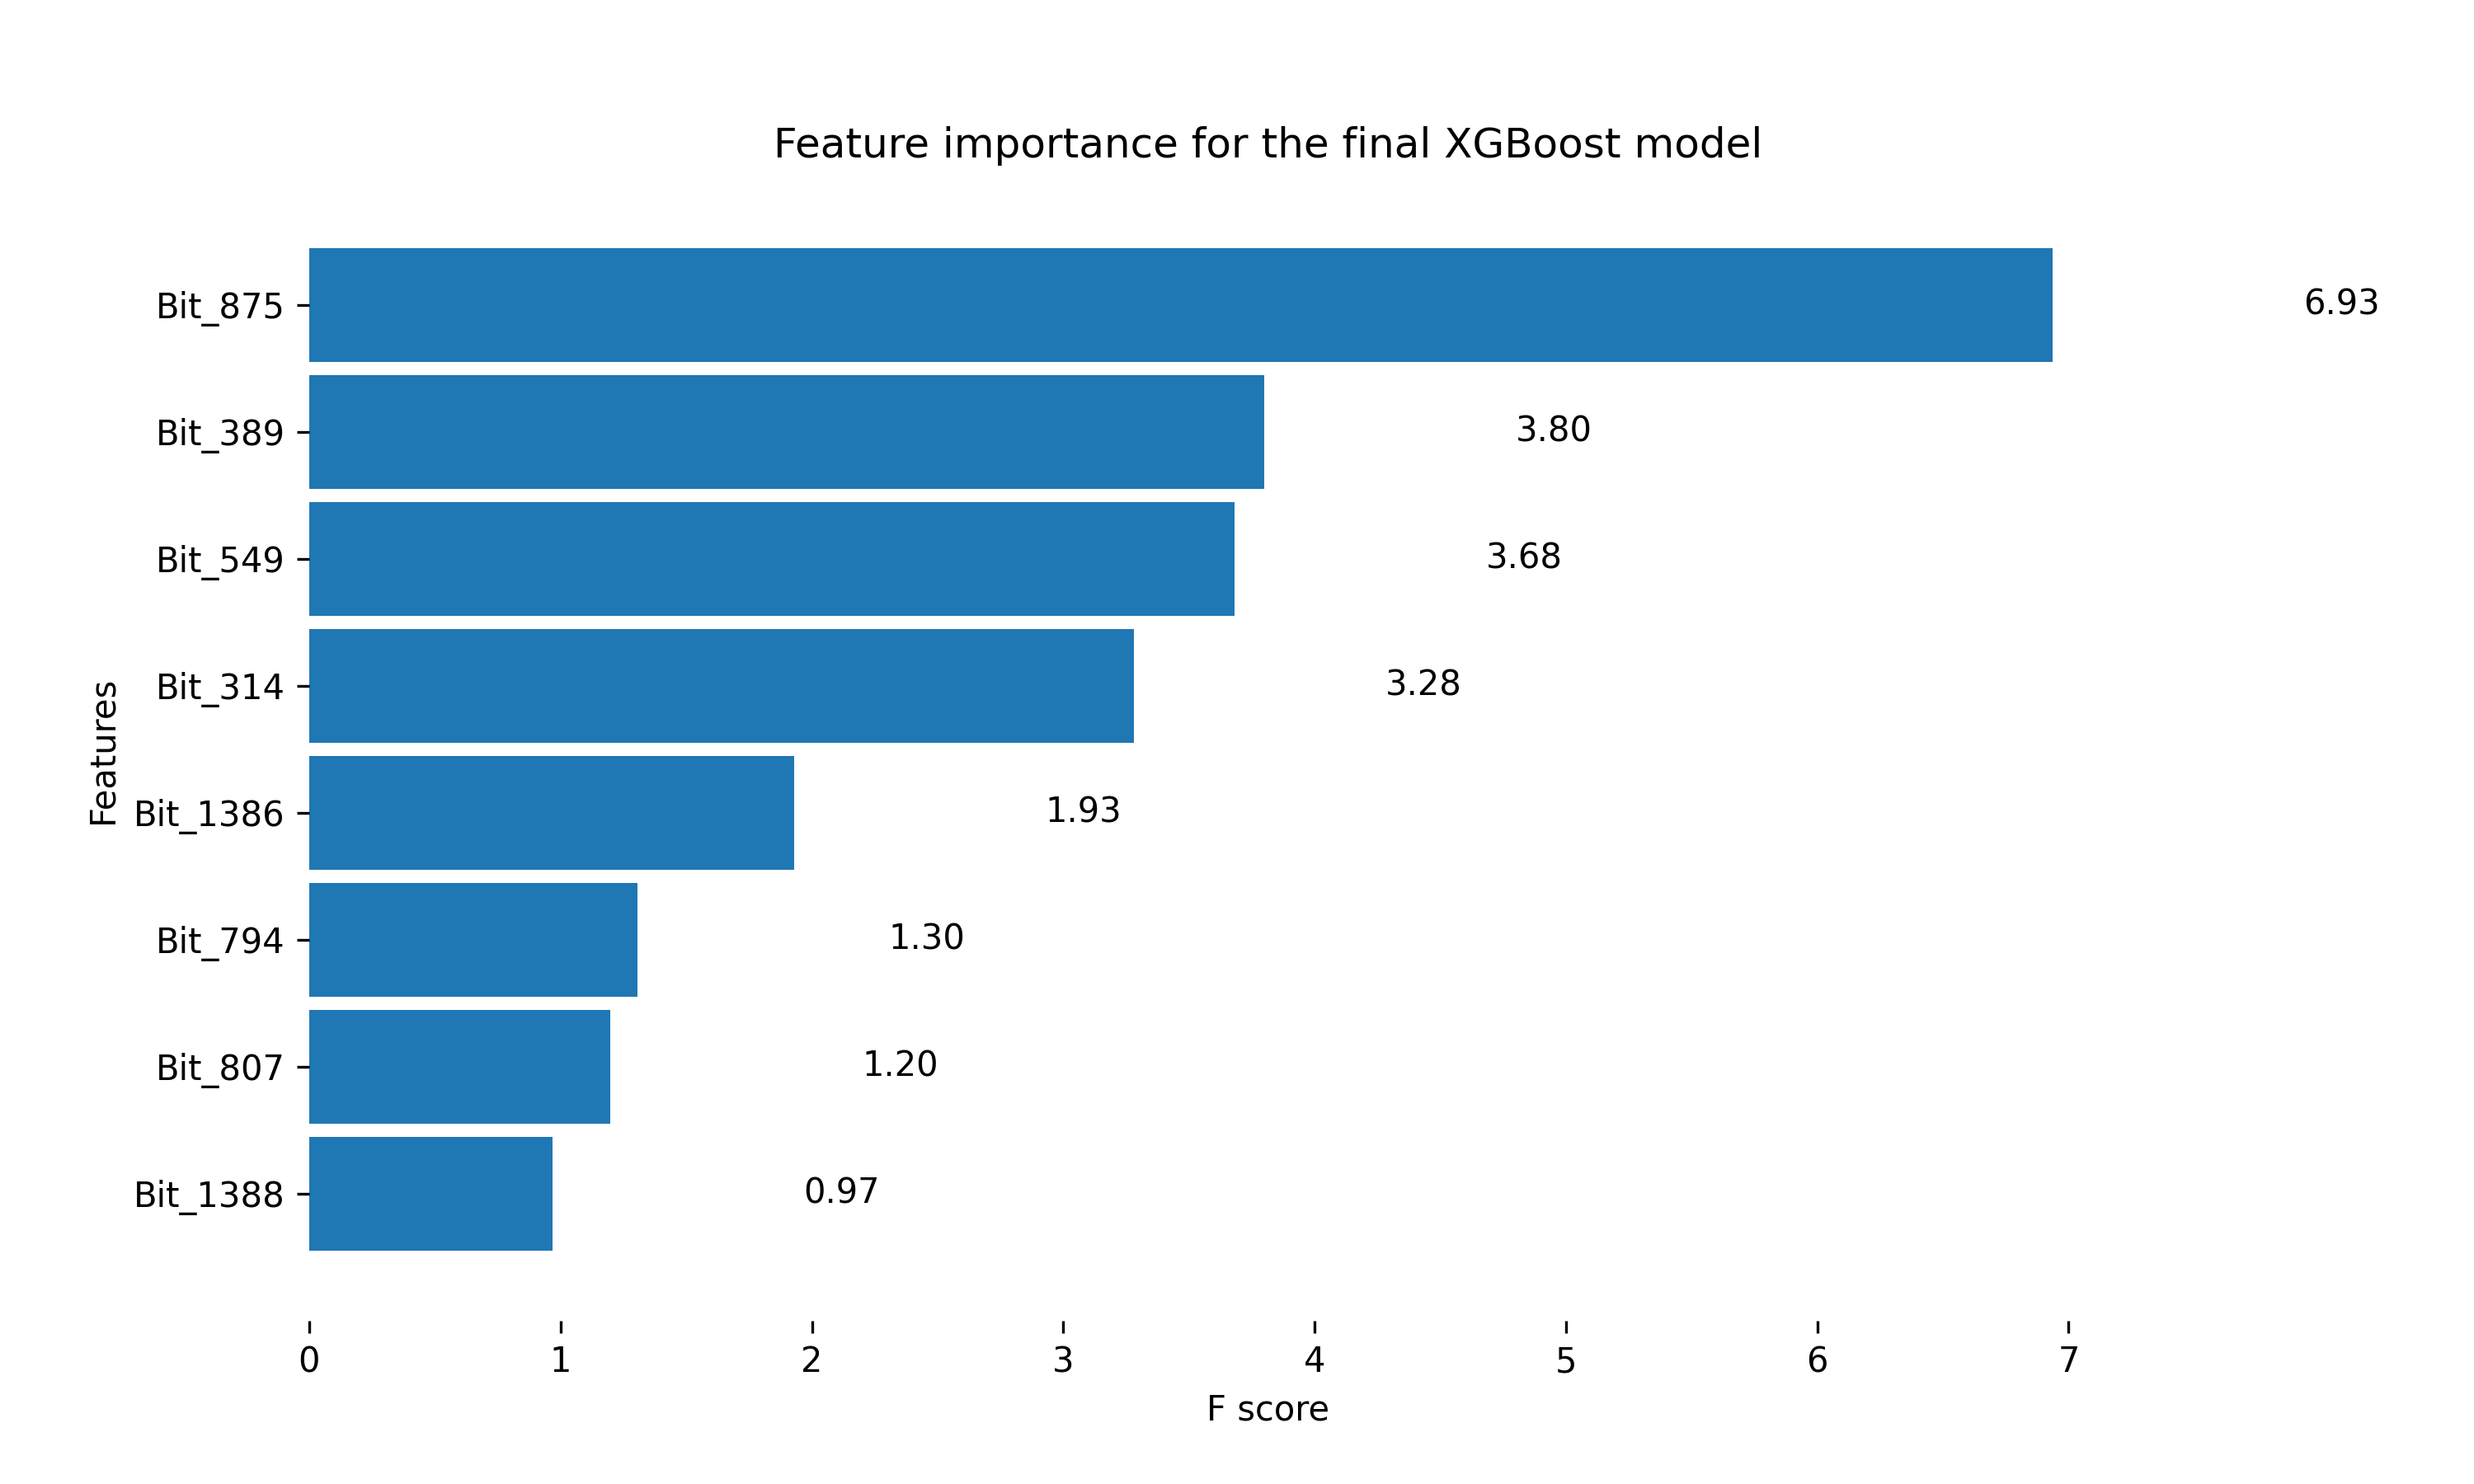 Feature importance for the final XGBoost model
Features
Bit_875 6.93
Bit_389 3.80
Bit_549 3.68
Bit_314 3.28
Bit_1386 1.93
Bit_794 1.30
Bit_807 1.20
Bit_1388 0.97
0 1 2 3 4 5 6 7
F score